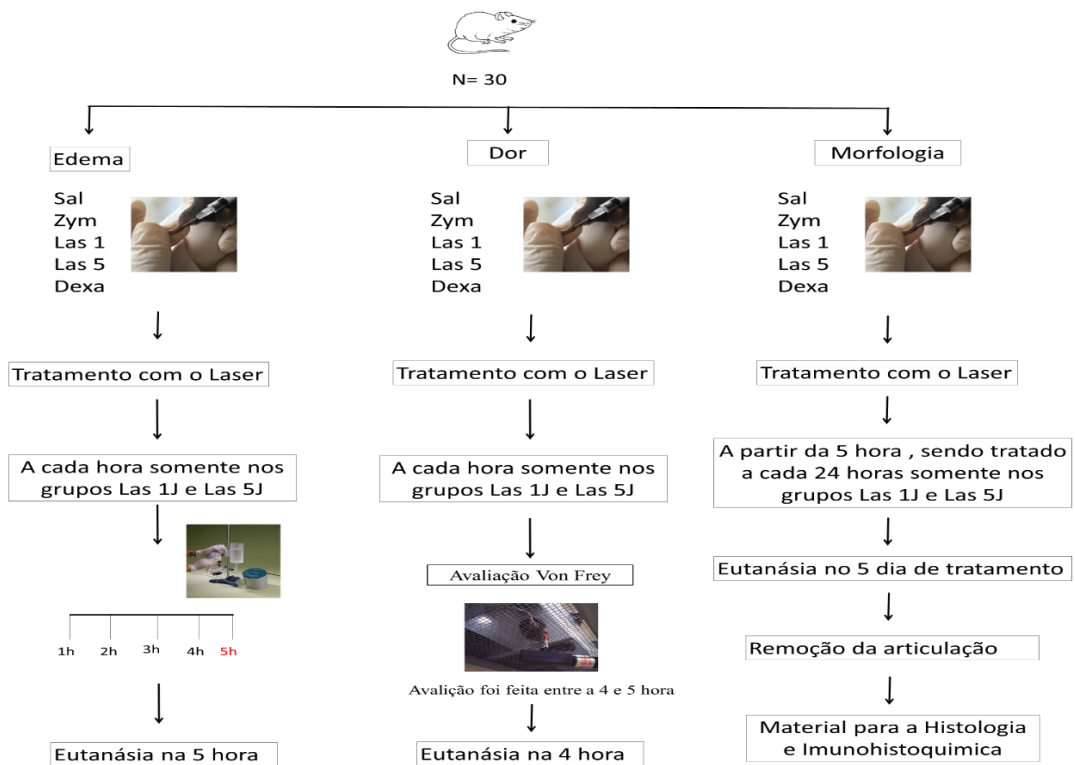 N= 30
Edema
Sal
Zym
Las 1
Las 5
Dexa
Tratamento com o Laser
A cada hora somente nos
grupos Las 1J e Las 5J
1h 2h 3h 4h 5h
Eutanásia na 5 hora
Dor
Sal
Zym
Las 1
Las 5
Dexa
Tratamento com o Laser
A cada hora somente nos
grupos Las 1J e Las 5J
Avaliação Von Frey
Avalição foi feita entre a 4 e 5 hora
Eutanásia na 4 hora
Morfologia
Sal
Zym
Las 1
Las 5
Dexa
Tratamento com o Laser
A partir da 5 hora , sendo tratado
a cada 24 horas somente nos
grupos Las 1J e Las 5J
Eutanásia no 5 dia de tratamento
Remoção da articulação
Material para a Histologia
e Imunohistoquimica